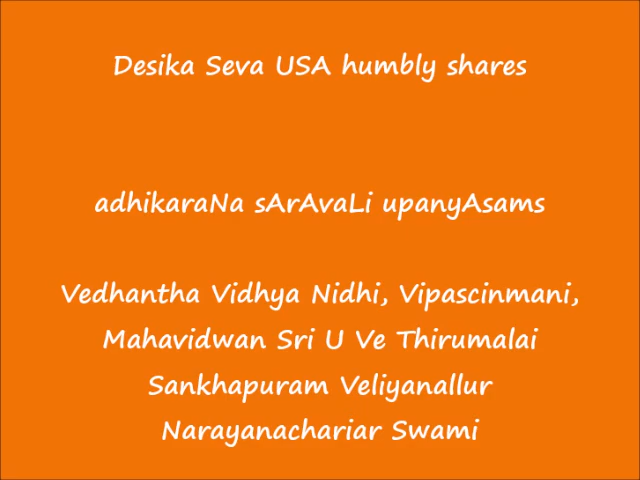 Desika Seva USA humbly shares
adhikaraNa sArAvaLi upanyAsams
Vedhantha Vidhya Nidhi, Vipascinmani,
Mahavidwan Sri U Ve Thirumalai
Sankhapuram Veliyanallur
Narayanachariar Swami